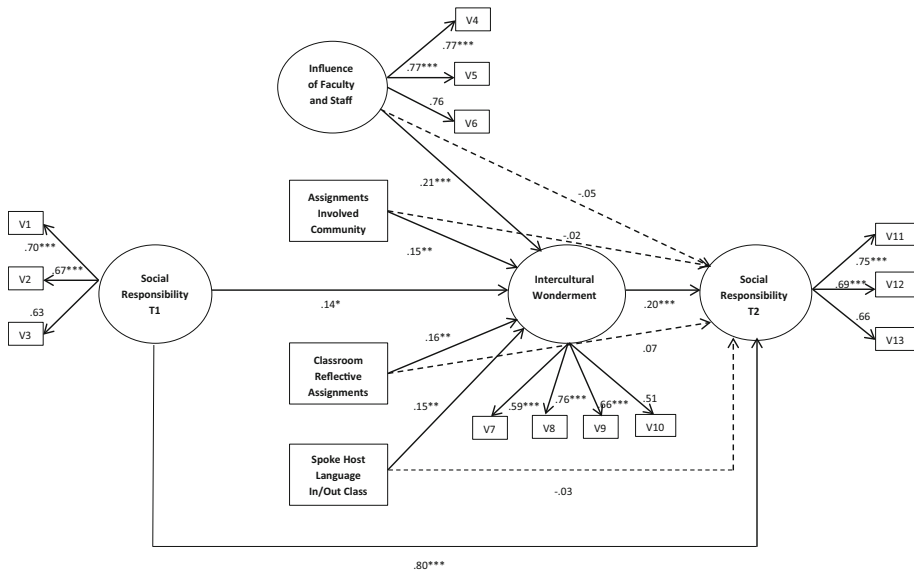 V4
.77***
Influence
of Faculty
and Staff
.77***
V5
.76
V6
.21***
-.05
Assignments
Involved
Community
-.02
.15**
V1
.70***
V2
.67***
.63
V3
Social
Responsibility
T1
.14*
Intercultural
Wonderment
.20***
Social
Responsibility
T2
V11
.75***
V12
.69***
.66
V13
Classroom
Reflective
Assignments
.16**
.07
.15**
.59***
.76***
.66***
.51
V7
V8
V9
V10
Spoke Host
Language
In/Out Class
-.03
.80***